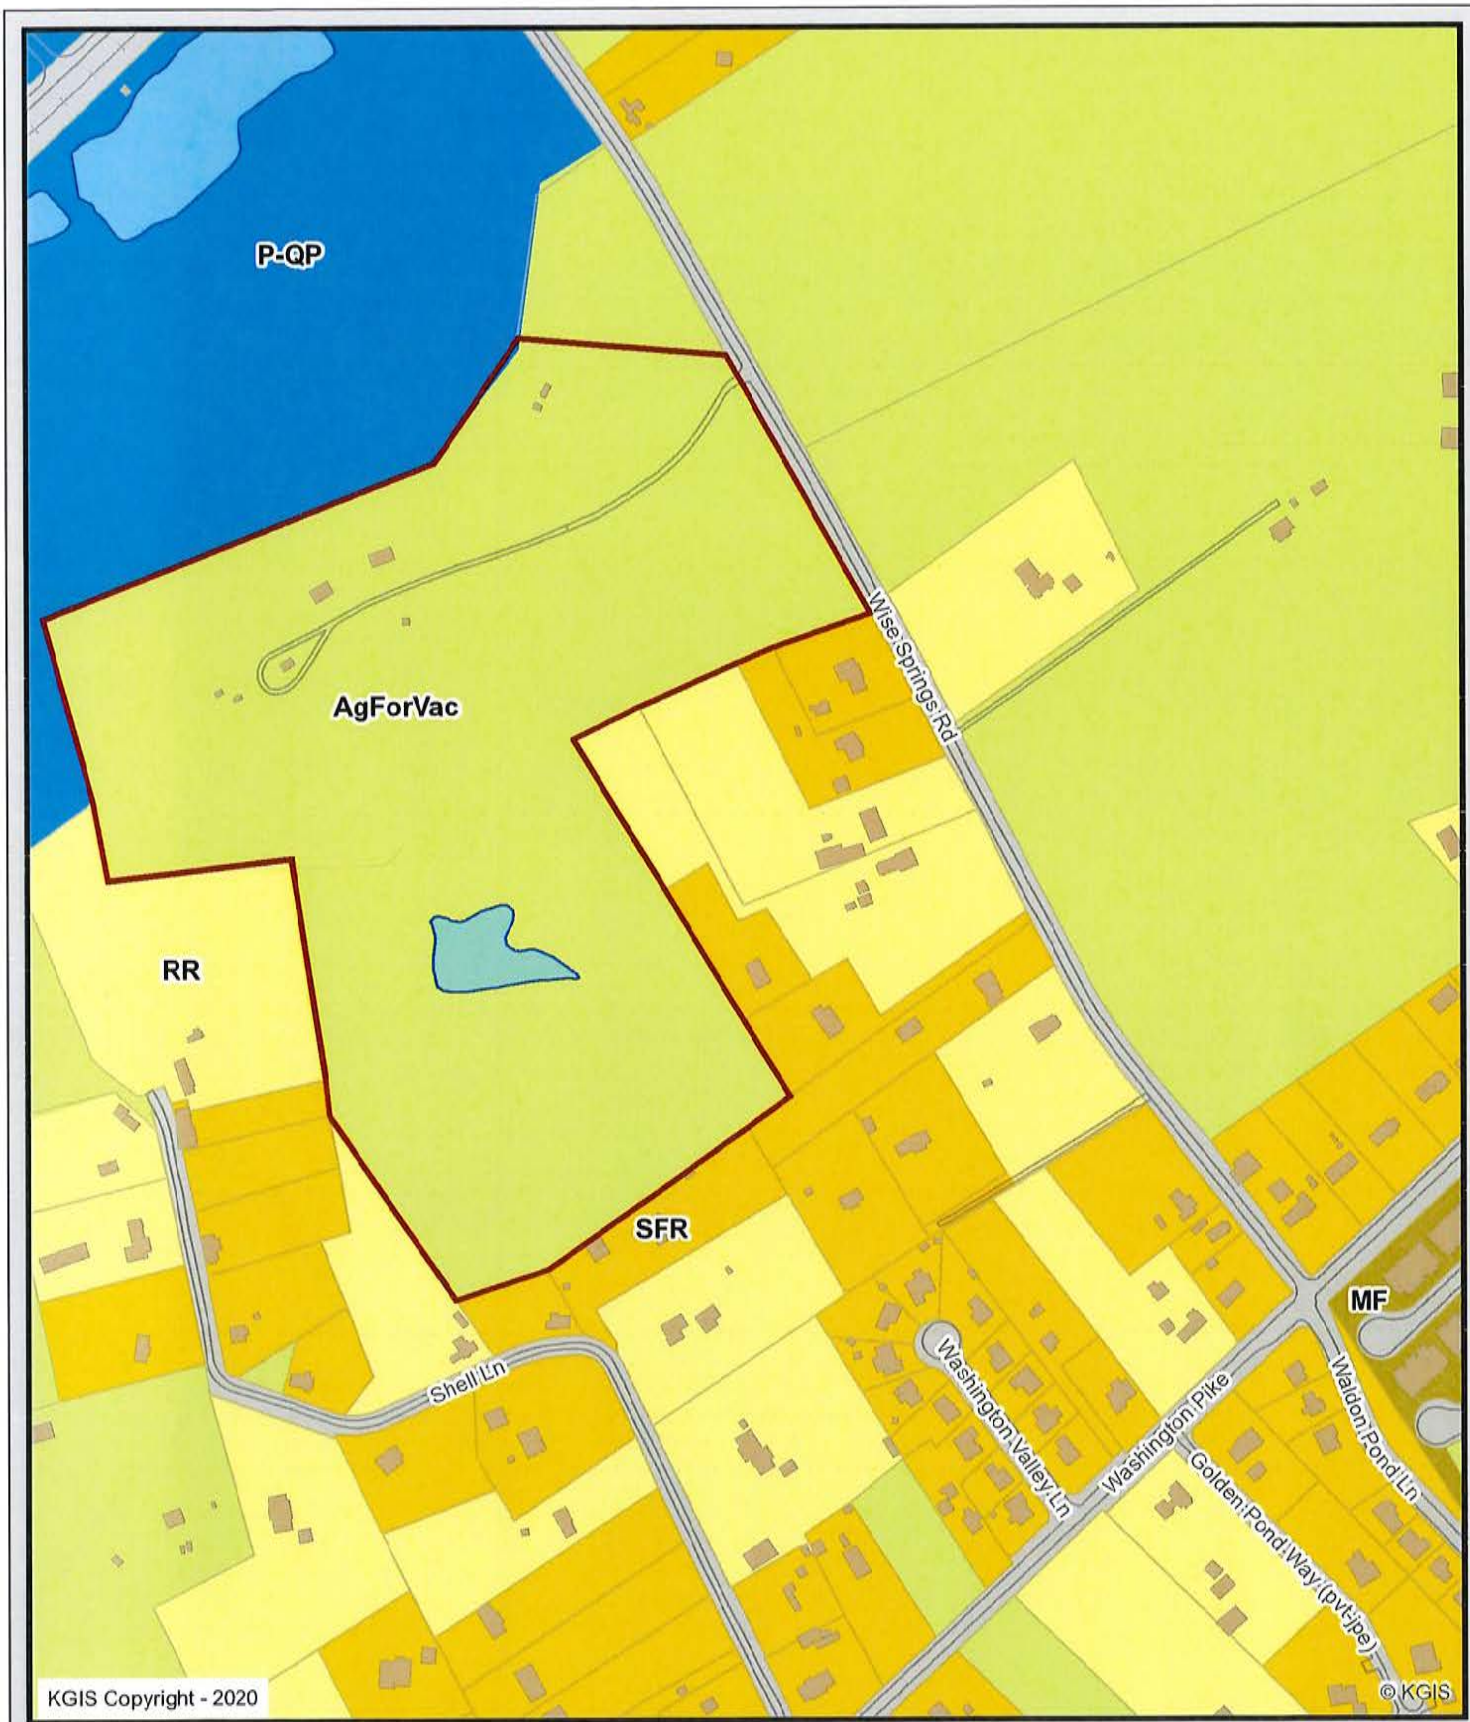 P-QP
Wise Springs Rd
AgForVac
RR
SFR
MF
Shell Ln
Washington Valley Ln
Washington Pike
Waldon Pond Ln
Golden Pond Way (pvt-jpe)
KGIS Copyright - 2020
© KGIS